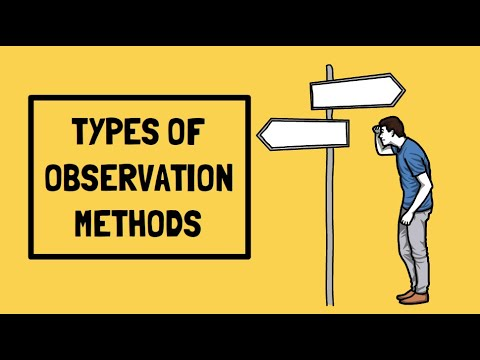 TYPES OF
OBSERVATION
METHODS